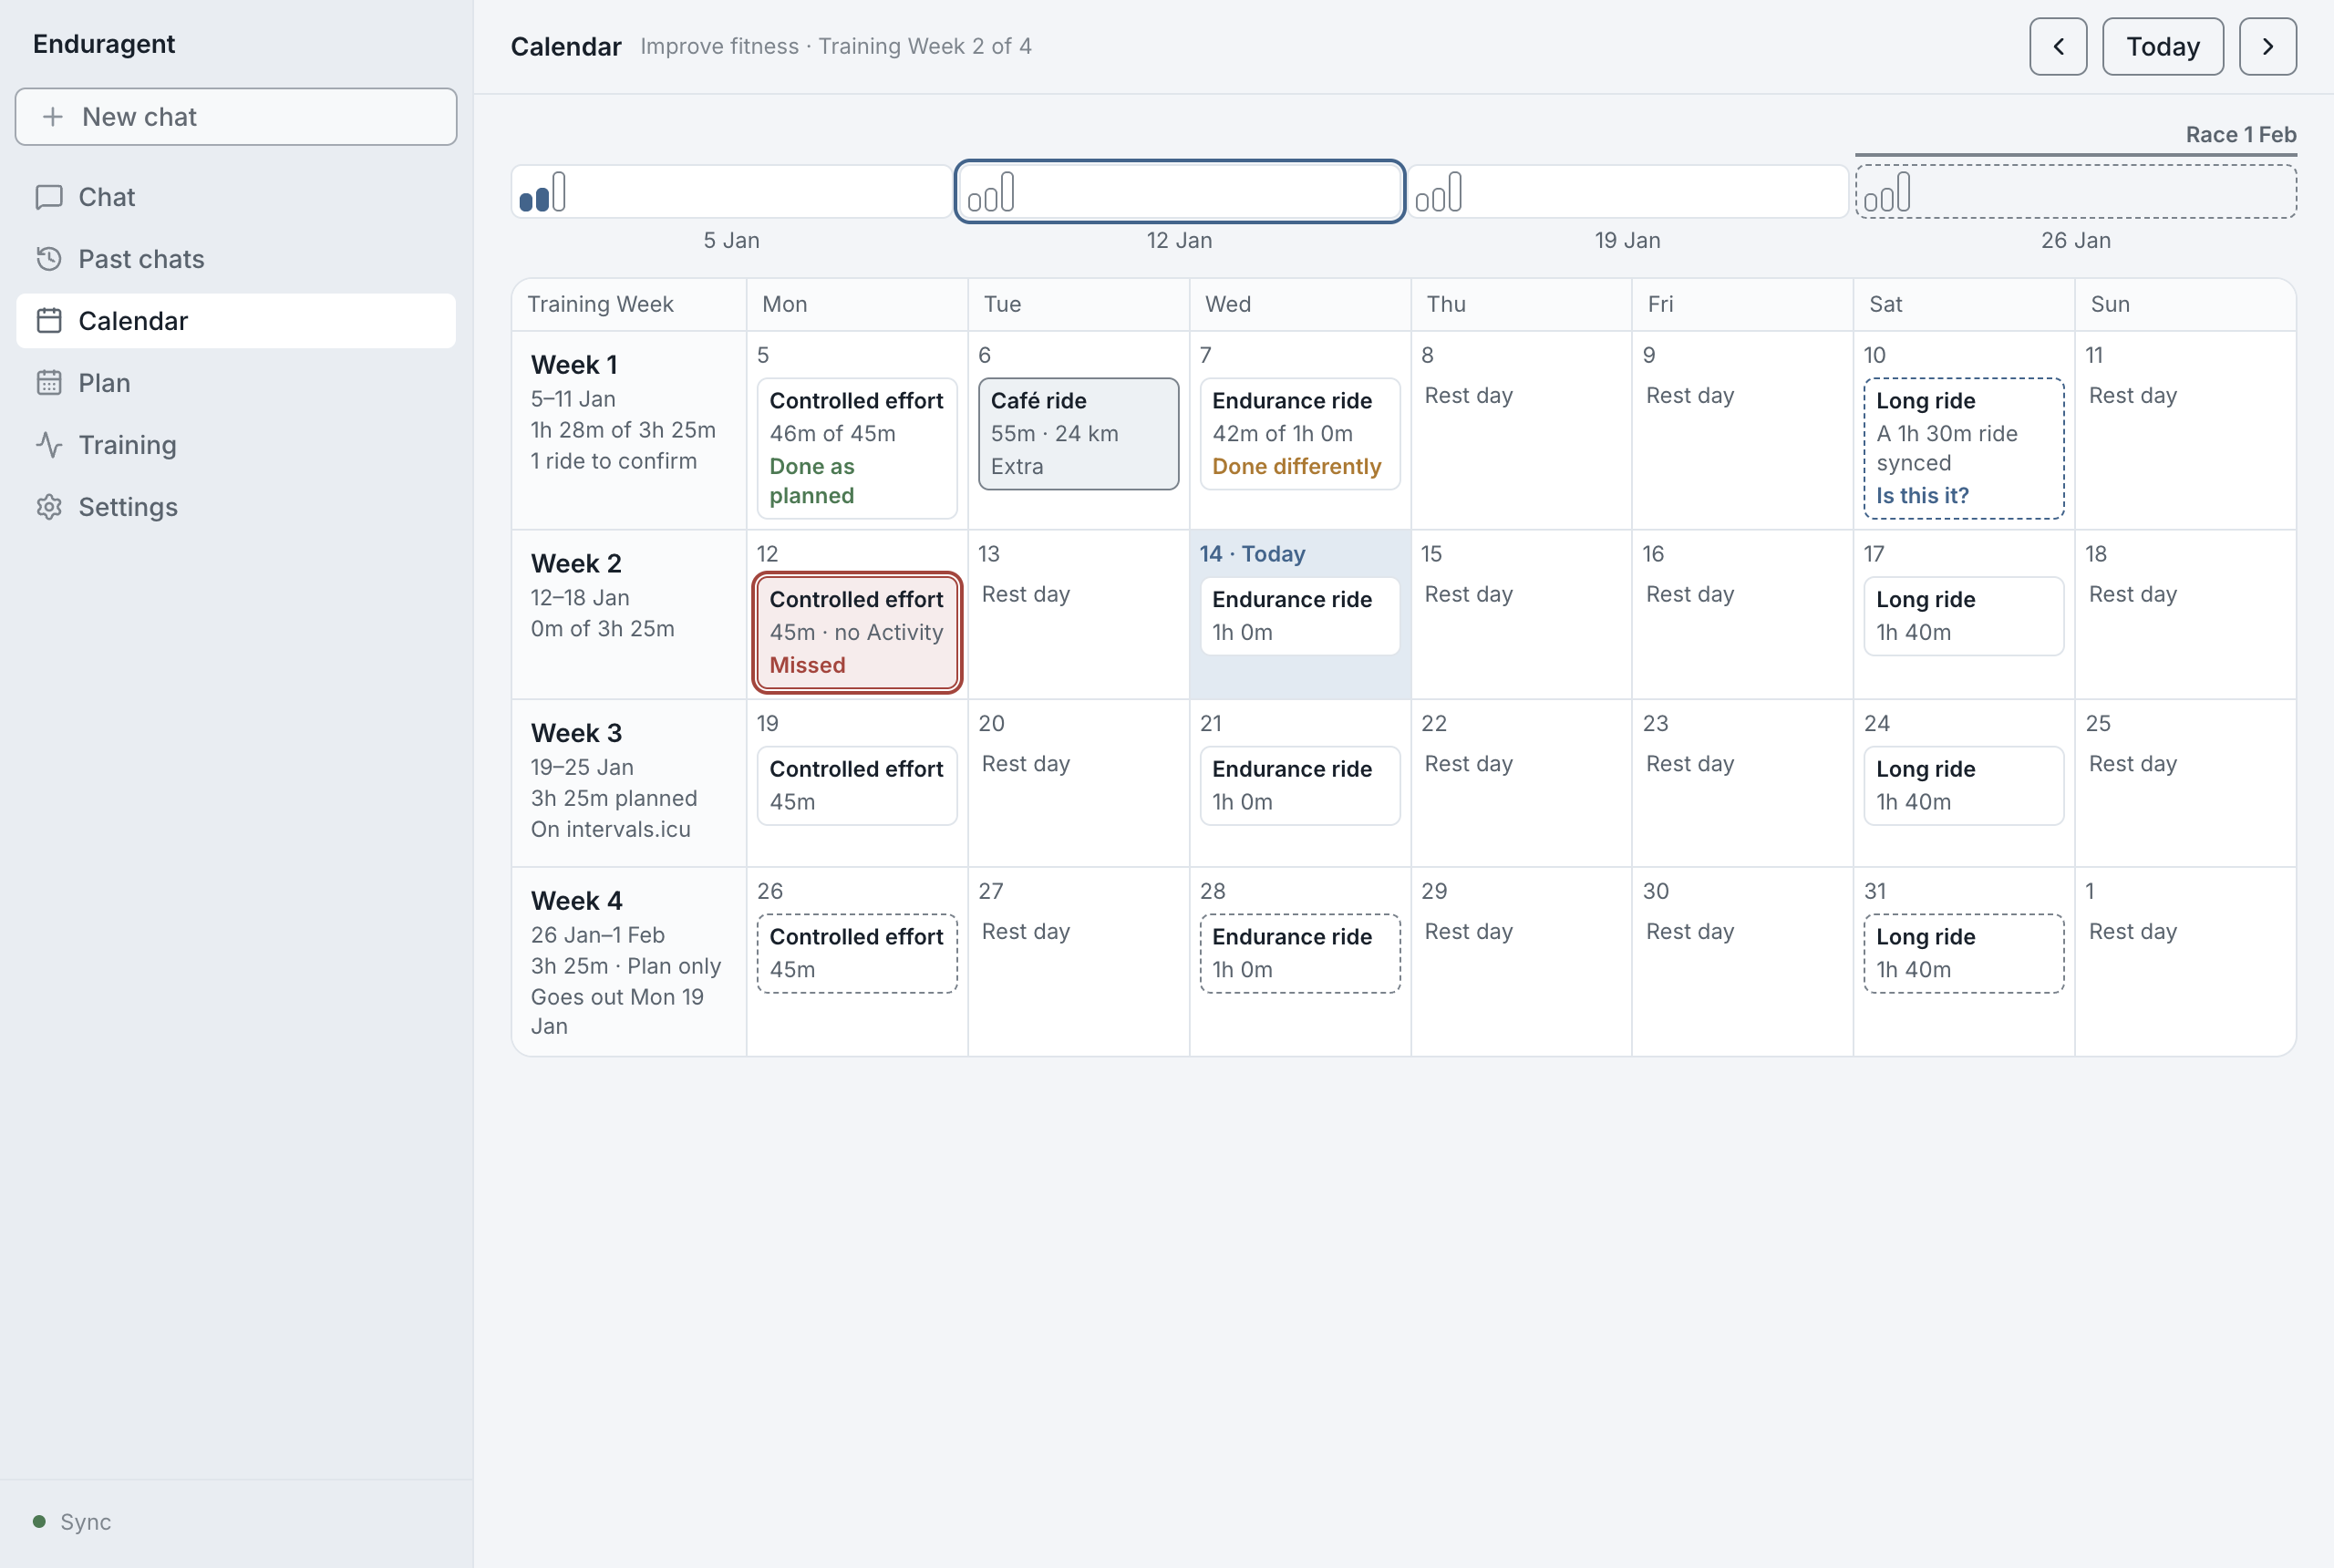 Enduragent
New chat
Chat
Past chats
Calendar
Plan
Training
Settings
Sync
Calendar Improve fitness · Training Week 2 of 4
Today
Race 1 Feb
5 Jan 12 Jan 19 Jan 26 Jan
Training Week Mon Tue Wed Thu Fri Sat Sun
Week 1
5–11 Jan
1h 28m of 3h 25m
1 ride to confirm
5
Controlled effort
46m of 45m
Done as
planned
6
Café ride
55m · 24 km
Extra
7
Endurance ride
42m of 1h 0m
Done differently
8
Rest day
9
Rest day
10
Long ride
A 1h 30m ride
synced
Is this it?
11
Rest day
Week 2
12–18 Jan
0m of 3h 25m
12
Controlled effort
45m · no Activity
Missed
13
Rest day
14 · Today
Endurance ride
1h 0m
15
Rest day
16
Rest day
17
Long ride
1h 40m
18
Rest day
Week 3
19–25 Jan
3h 25m planned
On intervals.icu
19
Controlled effort
45m
20
Rest day
21
Endurance ride
1h 0m
22
Rest day
23
Rest day
24
Long ride
1h 40m
25
Rest day
Week 4
26 Jan–1 Feb
3h 25m · Plan only
Goes out Mon 19
Jan
26
Controlled effort
45m
27
Rest day
28
Endurance ride
1h 0m
29
Rest day
30
Rest day
31
Long ride
1h 40m
1
Rest day